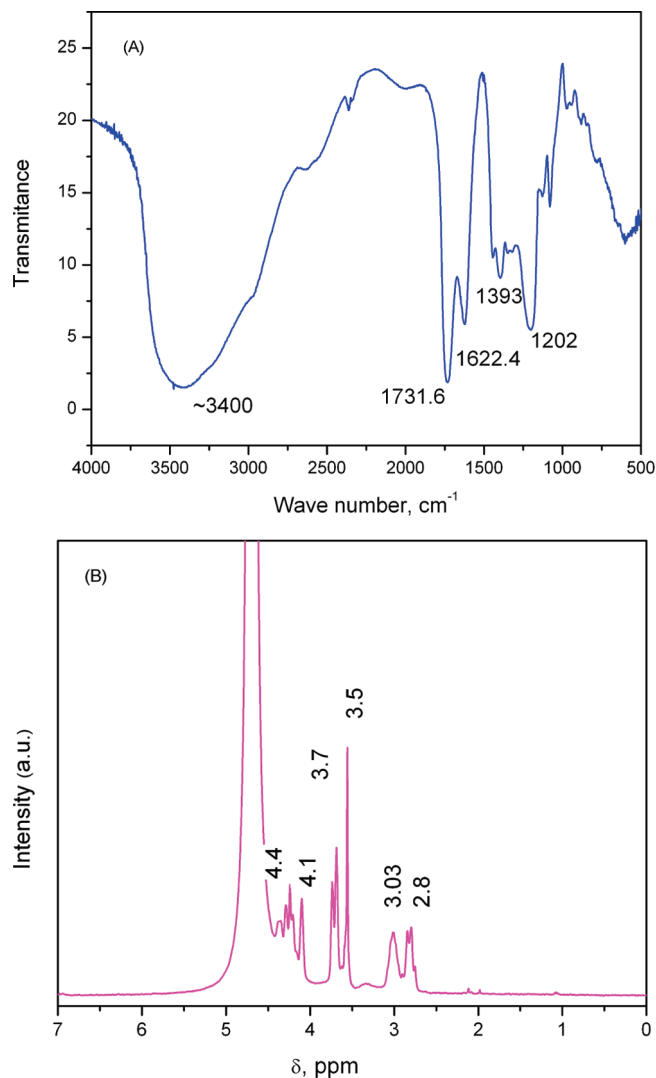 (A)
Transmitance
25
20
15
10
5
0
~3400
1731.6
1622.4
1393
1202
4000 3500 3000 2500 2000 1500 1000 500
Wave number, cm-1
(B)
Intensity (a.u.)
4.4
4.1
3.7
3.5
3.03
2.8
7 6 5 4 3 2 1 0
δ, ppm